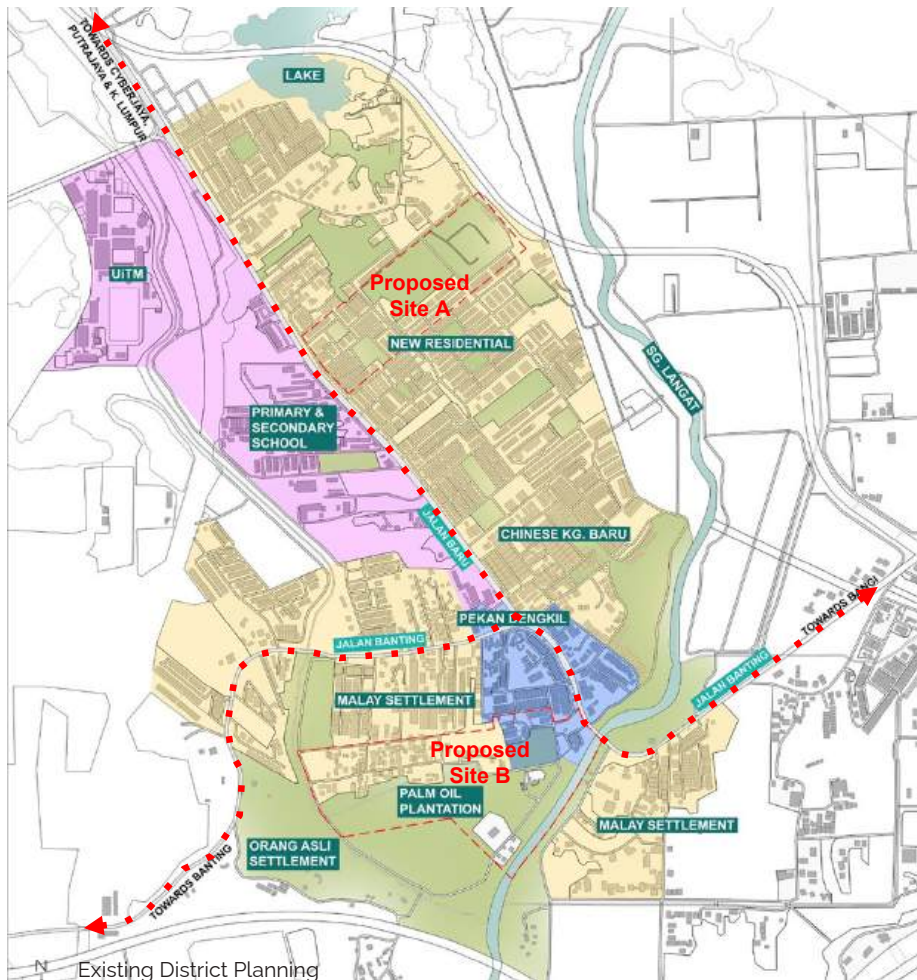 TOWARDS CYBERJAYA,
PUTRAJAYA & K. LUMPUR
LAKE
UiTM
Proposed
Site A
NEW RESIDENTIAL
SG. LANGAT
PRIMARY &
SECONDARY
SCHOOL
JALAN BARU
CHINESE KG. BARU
TOWARDS BANGI
PEKAN DENGKIL
JALAN BANTING
JALAN BANTING
MALAY SETTLEMENT
Proposed
Site B
PALM OIL
PLANTATION
MALAY SETTLEMENT
ORANG ASLI
SETTLEMENT
TOWARDS BANTING
N
Existing District Planning